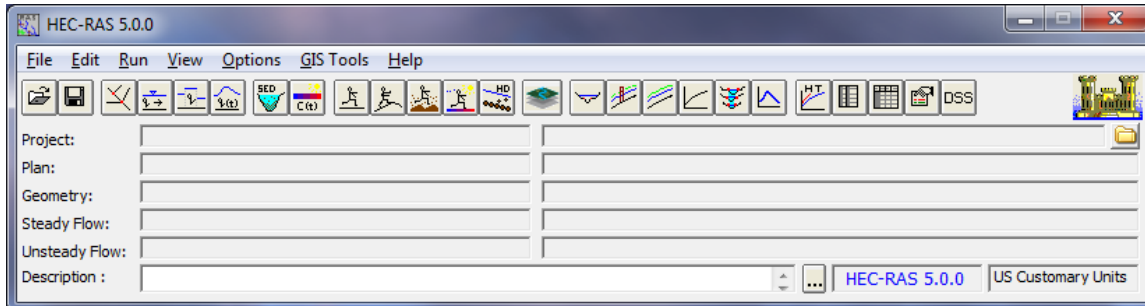 HEC-RAS 5.0.0
File Edit Run View Options GIS Tools Help
SED C(t) HD HT DSS
Project:
Plan:
Geometry:
Steady Flow:
Unsteady Flow:
Description : ... HEC-RAS 5.0.0 US Customary Units